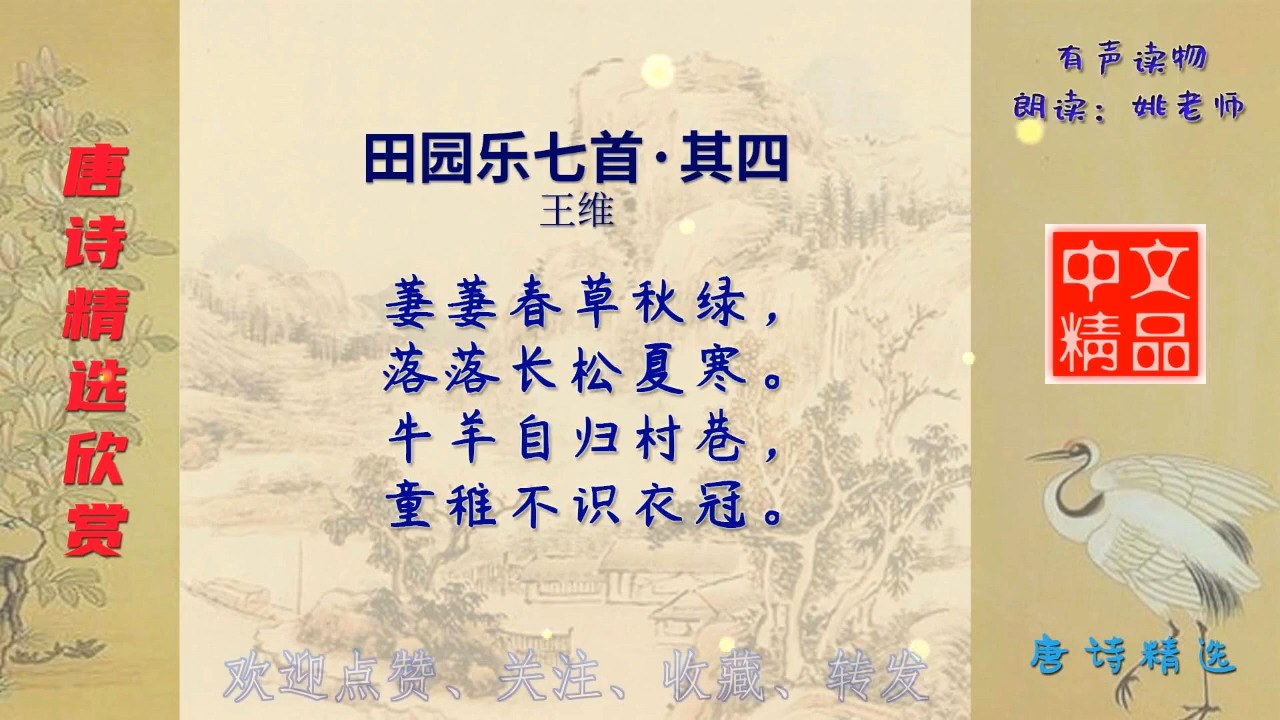 唐诗精选欣赏
田园乐七首·其四
王维
萋萋春草秋绿，
落落长松夏寒。
牛羊自归村巷，
童稚不识衣冠。
欢迎点赞、关注、收藏、转发
有声读物
朗读：姚老师
中文
精品
唐诗精选